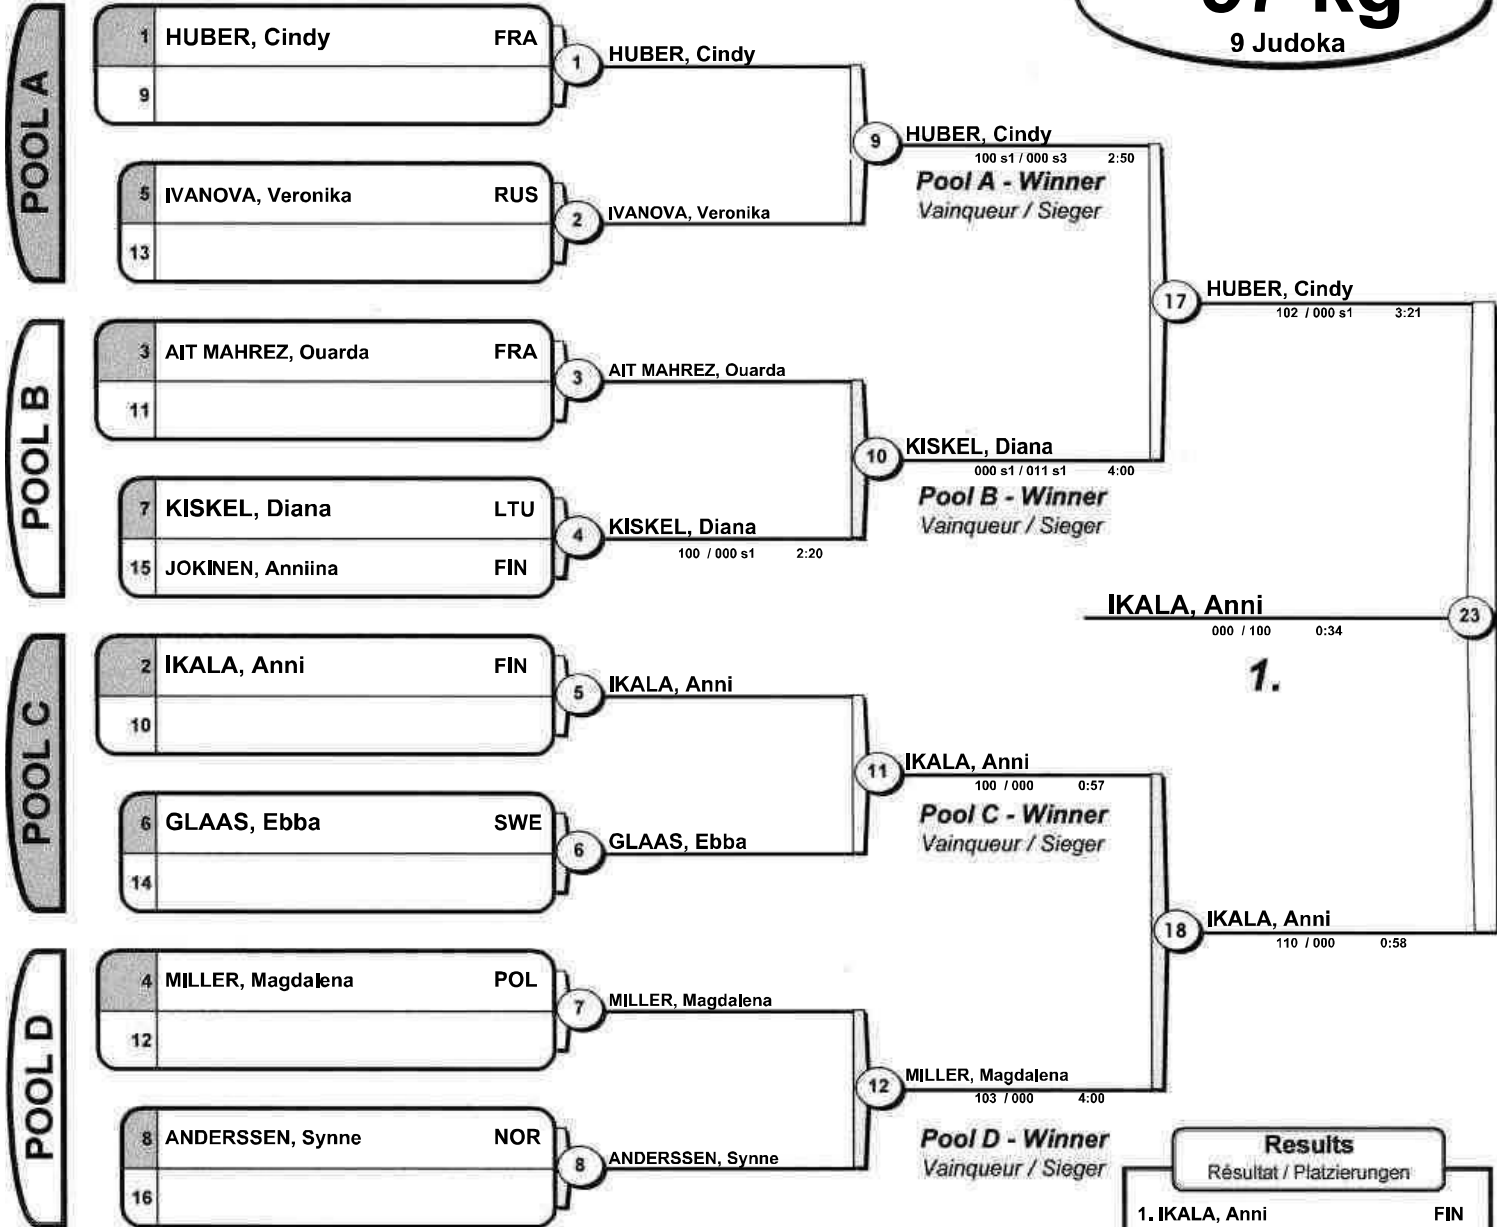 9 Judoka
POOL A
1 HUBER, Cindy FRA
9
1
HUBER, Cindy
5 IVANOVA, Veronika RUS
13
2
IVANOVA, Veronika
9
HUBER, Cindy
100 s1 / 000 s3 2:50
Pool A - Winner
Vainqueur / Sieger
POOL B
3 AIT MAHREZ, Ouarda FRA
11
3
AIT MAHREZ, Ouarda
7 KISKEL, Diana LTU
15 JOKINEN, Anniina FIN
4
KISKEL, Diana
100 / 000 s1 2:20
10
KISKEL, Diana
000 s1 / 011 s1 4:00
Pool B - Winner
Vainqueur / Sieger
17
HUBER, Cindy
102 / 000 s1 3:21
IKALA, Anni
000 / 100 0:34
23
1.
POOL C
2 IKALA, Anni FIN
10
5
IKALA, Anni
6 GLAAS, Ebba SWE
14
6
GLAAS, Ebba
11
IKALA, Anni
100 / 000 0:57
Pool C - Winner
Vainqueur / Sieger
POOL D
4 MILLER, Magdalena POL
12
7
MILLER, Magdalena
8 ANDERSSEN, Synne NOR
16
8
ANDERSSEN, Synne
12
MILLER, Magdalena
103 / 000 4:00
Pool D - Winner
Vainqueur / Sieger
18
IKALA, Anni
110 / 000 0:58
Results
Résultat / Platzierungen
1. IKALA, Anni FIN